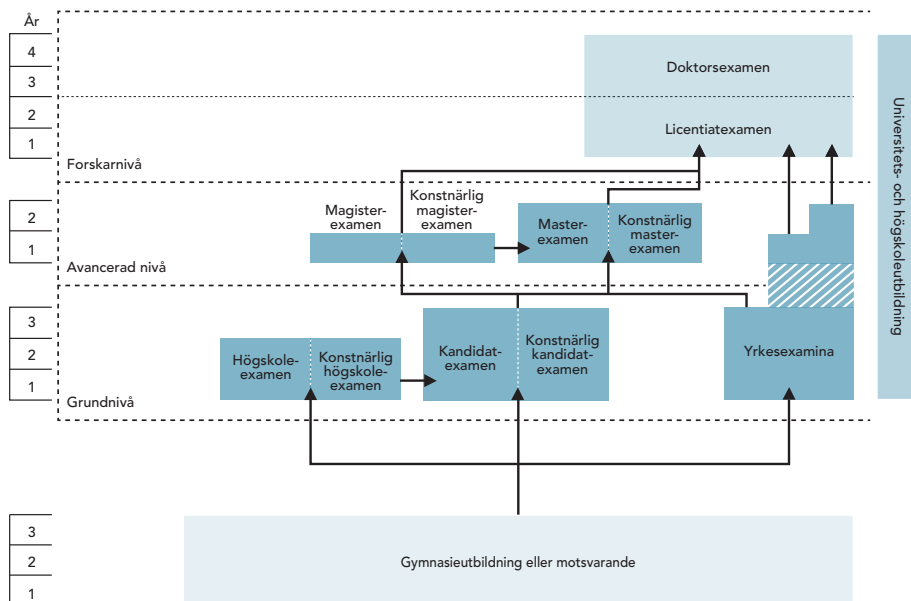 År
4
3
2
1
Doktorsexamen
Licentiatexamen
Forskarnivå
2
1
Magister-
examen
Konstnärlig
magister-
examen
Master-
examen
Konstnärlig
master-
examen
Avancerad nivå
3
2
1
Högskole-
examen
Konstnärlig
högskole-
examen
Kandidat-
examen
Konstnärlig
kandidat-
examen
Yrkesexamina
Grundnivå
Universitets- och högskoleutbildning
3
2
1
Gymnasieutbildning eller motsvarande